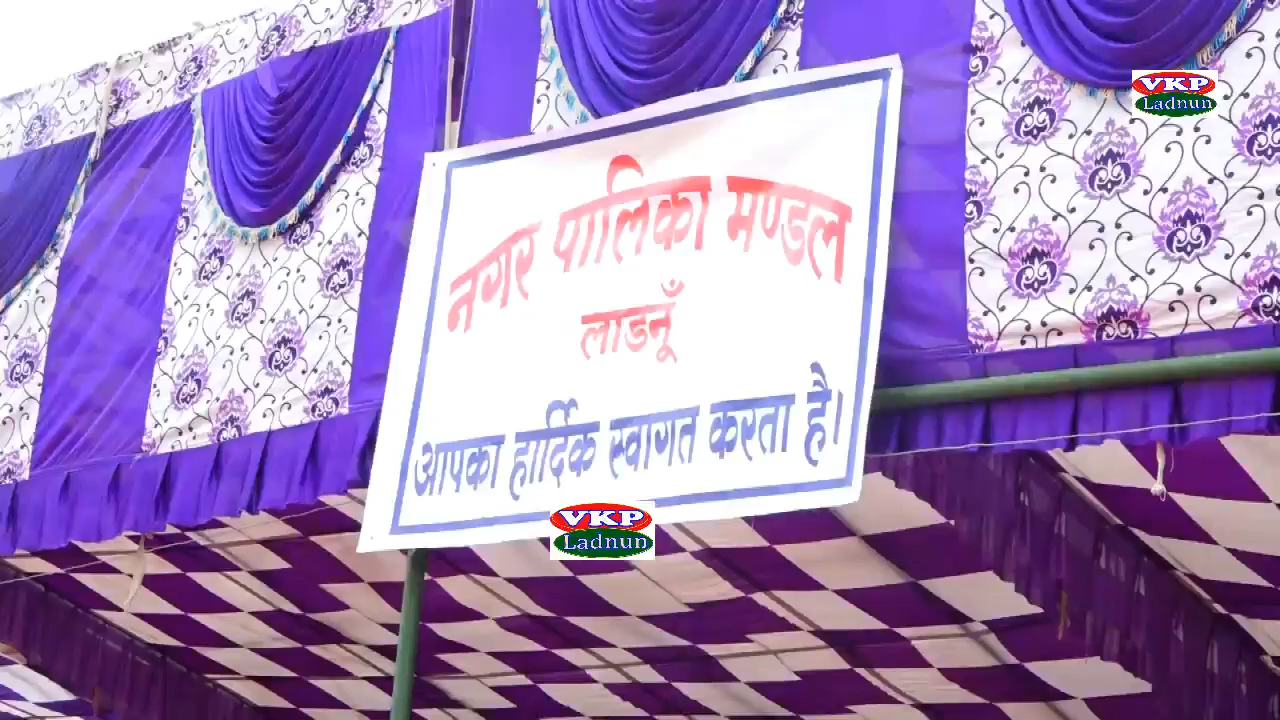 VKP
Ladnun
नगर पालिका मण्डल
लाडनूँ
आपका हार्दिक स्वागत करता है।
VKP
Ladnun